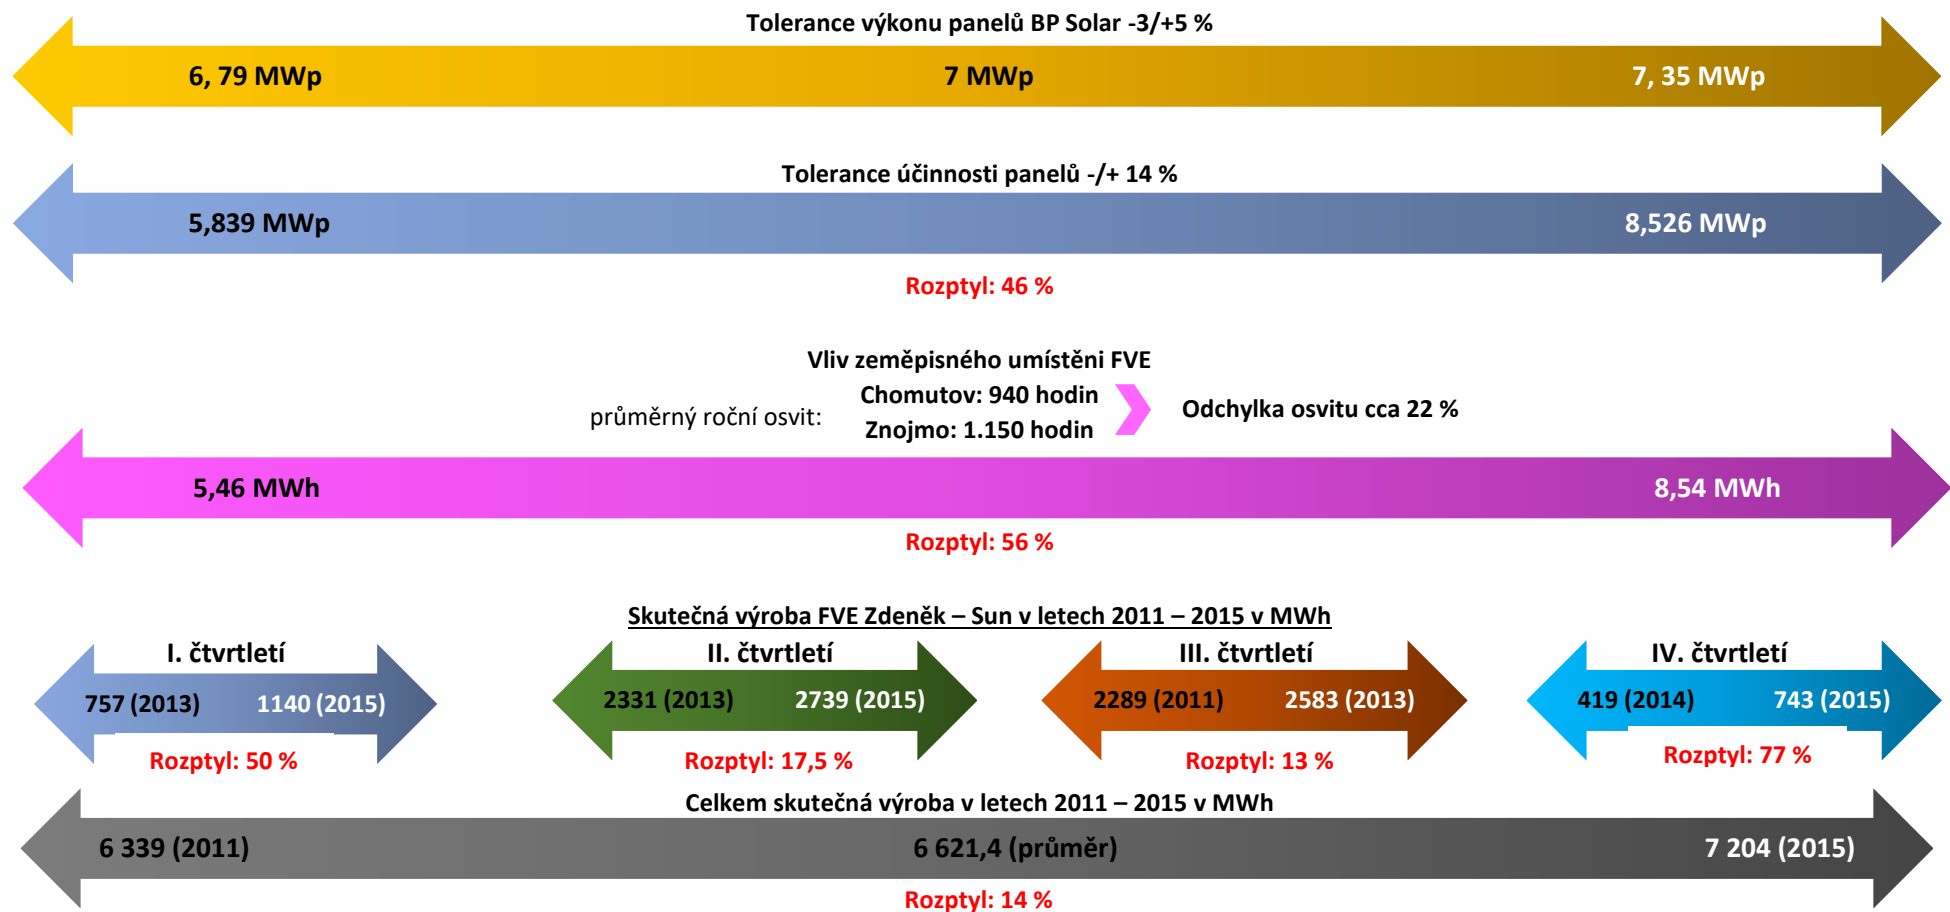 Tolerance výkonu panelů BP Solar -3/+5 %
6, 79 MWp 7 MWp 7, 35 MWp
Tolerance účinnosti panelů -/+ 14 %
5,839 MWp 8,526 MWp
Rozptyl: 46 %
Vliv zeměpisného umístěni FVE
průměrný roční osvit:
Chomutov: 940 hodin
Znojmo: 1.150 hodin
Odchylka osvitu cca 22 %
5,46 MWh 8,54 MWh
Rozptyl: 56 %
Skutečná výroba FVE Zdeněk – Sun v letech 2011 – 2015 v MWh
I. čtvrtletí
757 (2013) 1140 (2015)
Rozptyl: 50 %
II. čtvrtletí
2331 (2013) 2739 (2015)
Rozptyl: 17,5 %
III. čtvrtletí
2289 (2011) 2583 (2013)
Rozptyl: 13 %
IV. čtvrtletí
419 (2014) 743 (2015)
Rozptyl: 77 %
Celkem skutečná výroba v letech 2011 – 2015 v MWh
6 339 (2011) 6 621,4 (průměr) 7 204 (2015)
Rozptyl: 14 %